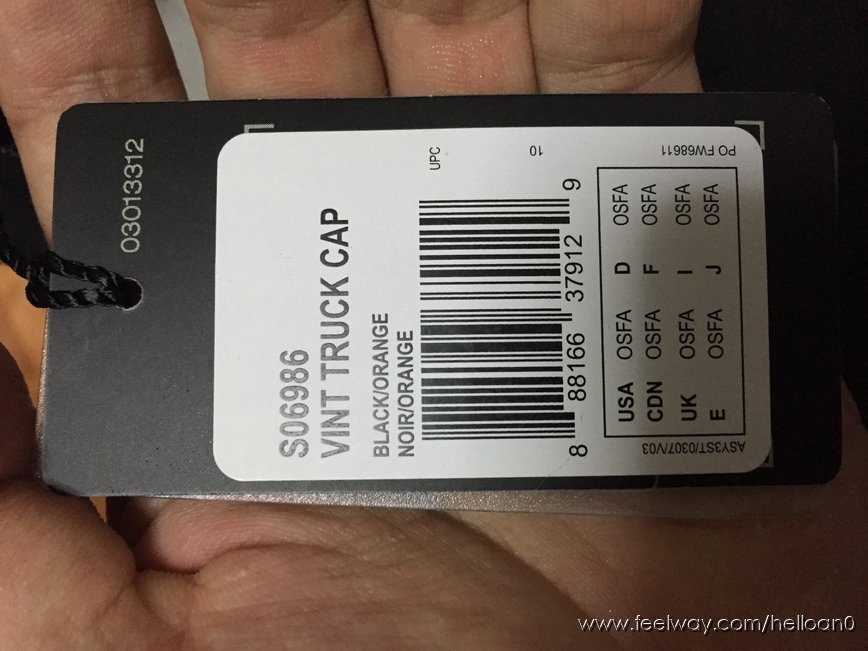 03013312
S06986
VINT TRUCK CAP
BLACK/ORANGE
NOIR/ORANGE
UPC
10
PO FW68611
8 88166 37912 9
USA OSFA D OSFA
CDN OSFA F OSFA
UK OSFA I OSFA
E OSFA J OSFA
ASY3ST/0307/V03
www.feelway.com/helloan0